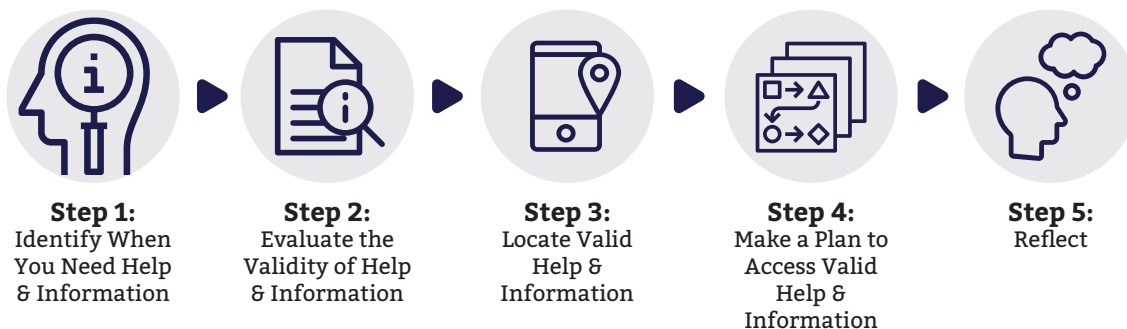 Step 1:
Identify When
You Need Help
& Information
Step 2:
Evaluate the
Validity of Help
& Information
Step 3:
Locate Valid
Help &
Information
Step 4:
Make a Plan to
Access Valid
Help &
Information
Step 5:
Reflect